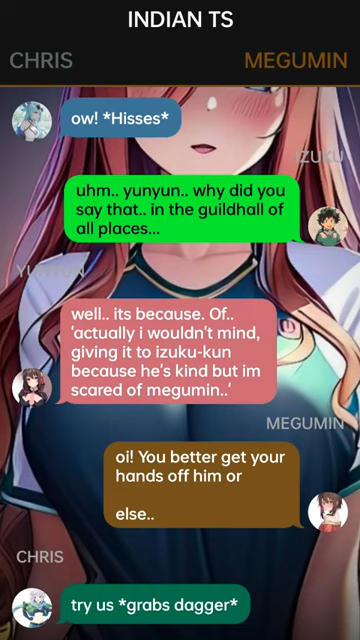 INDIAN TS
CHRIS
MEGUMIN
ow! *Hisses*
IZUKU
uhm.. yunyun.. why did you
say that.. in the guildhall of
all places...
YUNYUN
well.. its because. Of..
'actually i wouldn't mind,
giving it to izuku-kun
because he's kind but im
scared of megumin..'
MEGUMIN
oi! You better get your
hands off him or
else..
CHRIS
try us *grabs dagger*